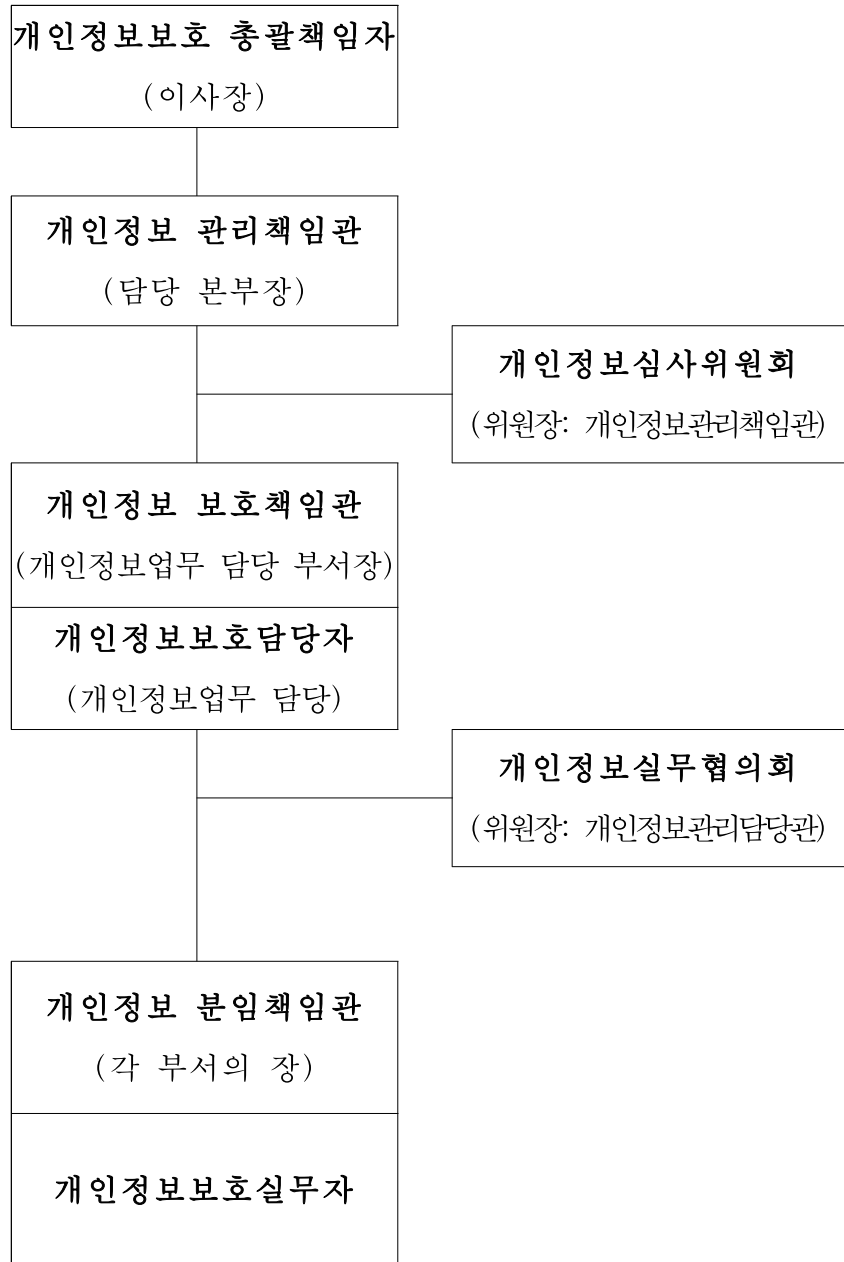 개인정보보호 총괄책임자
(이사장)
개인정보 관리책임관
(담당 본부장)
개인정보심사위원회
(위원장: 개인정보관리책임관)
개인정보 보호책임관
(개인정보업무 담당 부서장)
개인정보보호담당자
(개인정보업무 담당)
개인정보실무협의회
(위원장: 개인정보관리담당관)
개인정보 분임책임관
(각 부서의 장)
개인정보보호실무자